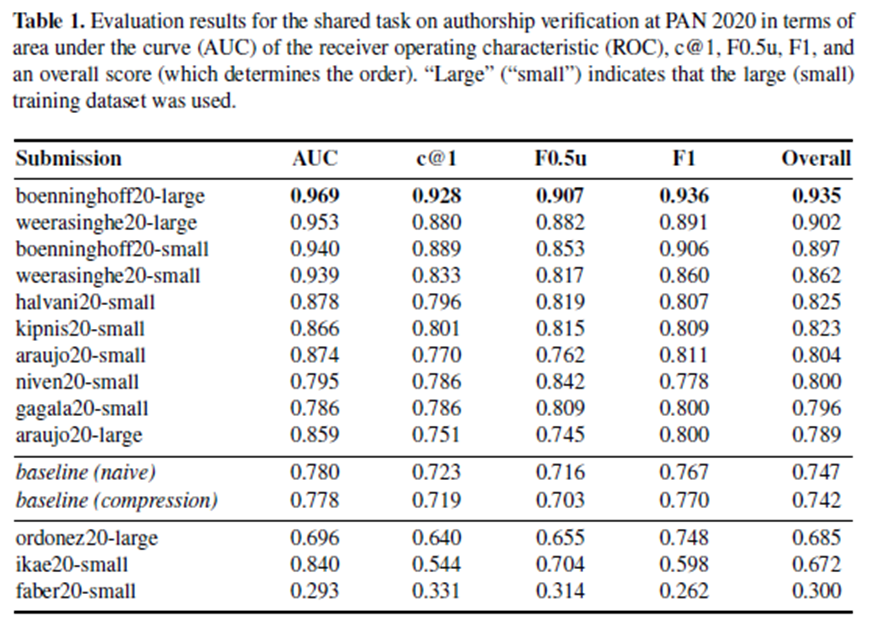 Table 1. Evaluation results for the shared task on authorship verification at PAN 2020 in terms of
area under the curve (AUC) of the receiver operating characteristic (ROC), c@1, F0.5u, F1, and
an overall score (which determines the order). “Large” (“small”) indicates that the large (small)
training dataset was used.
Submission AUC c@1 F0.5u F1 Overall
boenninghoff20-large 0.969 0.928 0.907 0.936 0.935
weerasinghe20-large 0.953 0.880 0.882 0.891 0.902
boenninghoff20-small 0.940 0.889 0.853 0.906 0.897
weerasinghe20-small 0.939 0.833 0.817 0.860 0.862
halvani20-small 0.878 0.796 0.819 0.807 0.825
kipnis20-small 0.866 0.801 0.815 0.809 0.823
araujo20-small 0.874 0.770 0.762 0.811 0.804
niven20-small 0.795 0.786 0.842 0.778 0.800
gagala20-small 0.786 0.786 0.809 0.800 0.796
araujo20-large 0.859 0.751 0.745 0.800 0.789
baseline (naive) 0.780 0.723 0.716 0.767 0.747
baseline (compression) 0.778 0.719 0.703 0.770 0.742
ordonez20-large 0.696 0.640 0.655 0.748 0.685
ikae20-small 0.840 0.544 0.704 0.598 0.672
faber20-small 0.293 0.331 0.314 0.262 0.300